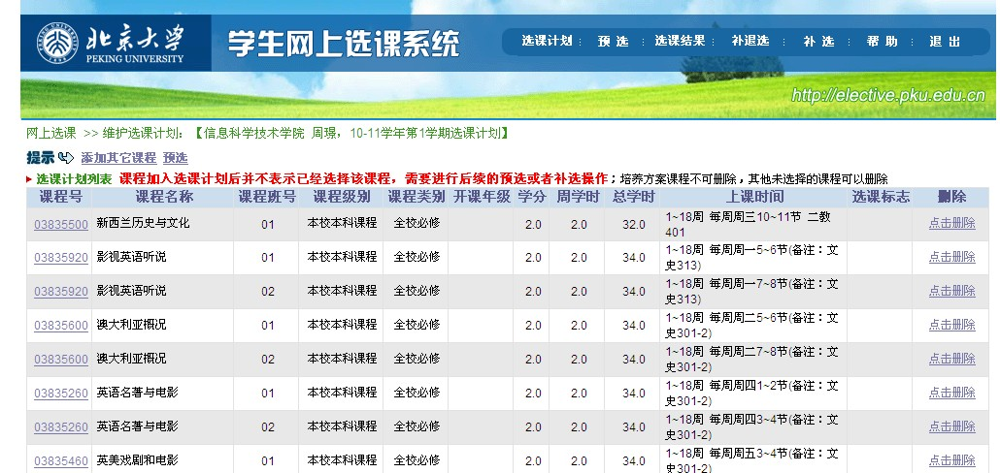 北京大学 学生网上选课系统 选课计划 预选 选课结果 补退选 补选 帮助 退出
PEKING UNIVERSITY
http://elective.pku.edu.cn
网上选课 >> 维护选课计划:【信息科学技术学院 周璟,10-11学年第1学期选课计划】
提示 添加其它课程 预选
选课计划列表 课程加入选课计划后并不表示已经选择该课程,需要进行后续的预选或者补选操作;培养方案课程不可删除,其他未选择的课程可以删除
课程号 课程名称 课程班号 课程级别 课程类别 开课年级 学分 周学时 总学时 上课时间 选课标志 删除
03835500 新西兰历史与文化 01 本校本科课程 全校必修 2.0 2.0 32.0 1~18周 每周周三10~11节 二教
401 点击删除
03835920 影视英语听说 01 本校本科课程 全校必修 2.0 2.0 34.0 1~18周 每周周一5~6节(备注:文
史313) 点击删除
03835920 影视英语听说 02 本校本科课程 全校必修 2.0 2.0 34.0 1~18周 每周周一7~8节(备注:文
史313) 点击删除
03835600 澳大利亚概况 01 本校本科课程 全校必修 2.0 2.0 34.0 1~18周 每周周二5~6节(备注:文
史301-2) 点击删除
03835600 澳大利亚概况 02 本校本科课程 全校必修 2.0 2.0 34.0 1~18周 每周周二7~8节(备注:文
史301-2) 点击删除
03835260 英语名著与电影 01 本校本科课程 全校必修 2.0 2.0 34.0 1~18周 每周周四1~2节(备注:文
史301-2) 点击删除
03835260 英语名著与电影 02 本校本科课程 全校必修 2.0 2.0 34.0 1~18周 每周周四3~4节(备注:文
史301-2) 点击删除
03835460 英美戏剧和电影 01 本校本科课程 全校必修 2.0 2.0 34.0 1~18周 每周周五3~4节(备注:文
史301-2) 点击删除